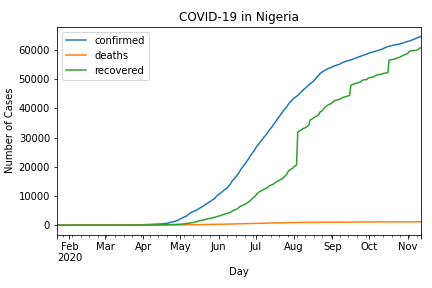 COVID-19 in Nigeria
confirmed
deaths
recovered
Number of Cases
60000
50000
40000
30000
20000
10000
0
Feb Mar Apr May Jun Jul Aug Sep Oct Nov
2020
Day